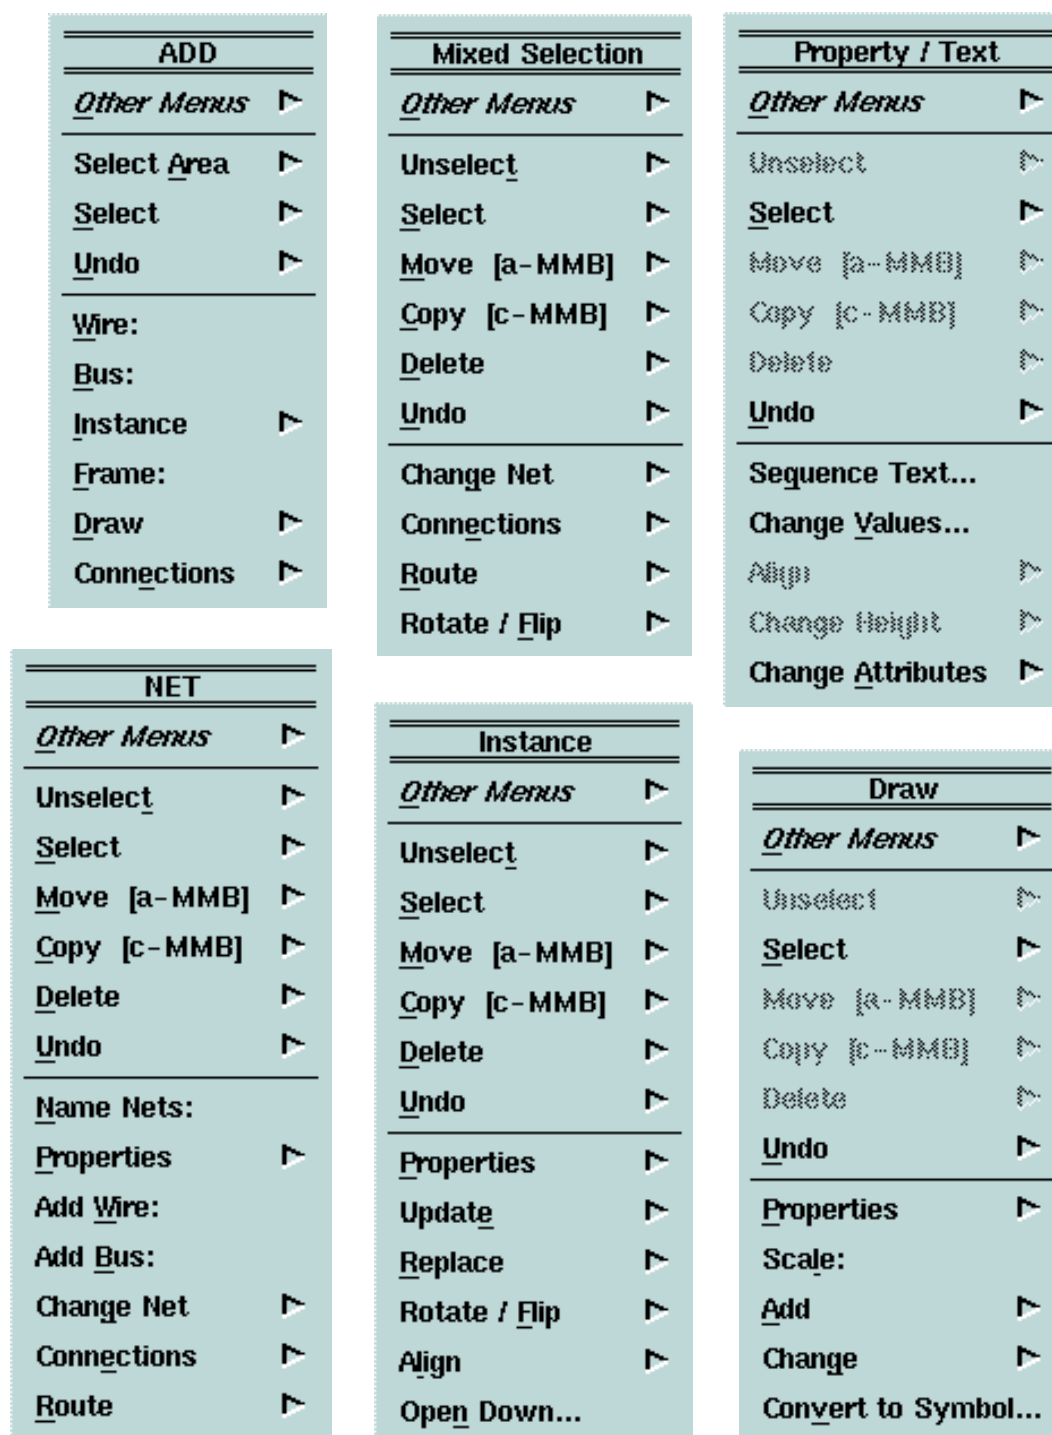 ADD
Other Menus
Select Area
Select
Undo
Wire:
Bus:
Instance
Frame:
Draw
Connections
Mixed Selection
Other Menus
Unselect
Select
Move [a-MMB]
Copy [c-MMB]
Delete
Undo
Change Net
Connections
Route
Rotate / Flip
Property / Text
Other Menus
Unselect
Select
Move [a-MMB]
Copy [c-MMB]
Delete
Undo
Sequence Text...
Change Values...
Align
Change Height
Change Attributes
NET
Other Menus
Unselect
Select
Move [a-MMB]
Copy [c-MMB]
Delete
Undo
Name Nets:
Properties
Add Wire:
Add Bus:
Change Net
Connections
Route
Instance
Other Menus
Unselect
Select
Move [a-MMB]
Copy [c-MMB]
Delete
Undo
Properties
Update
Replace
Rotate / Flip
Align
Open Down...
Draw
Other Menus
Unselect
Select
Move [a-MMB]
Copy [c-MMB]
Delete
Undo
Properties
Scale:
Add
Change
Convert to Symbol...